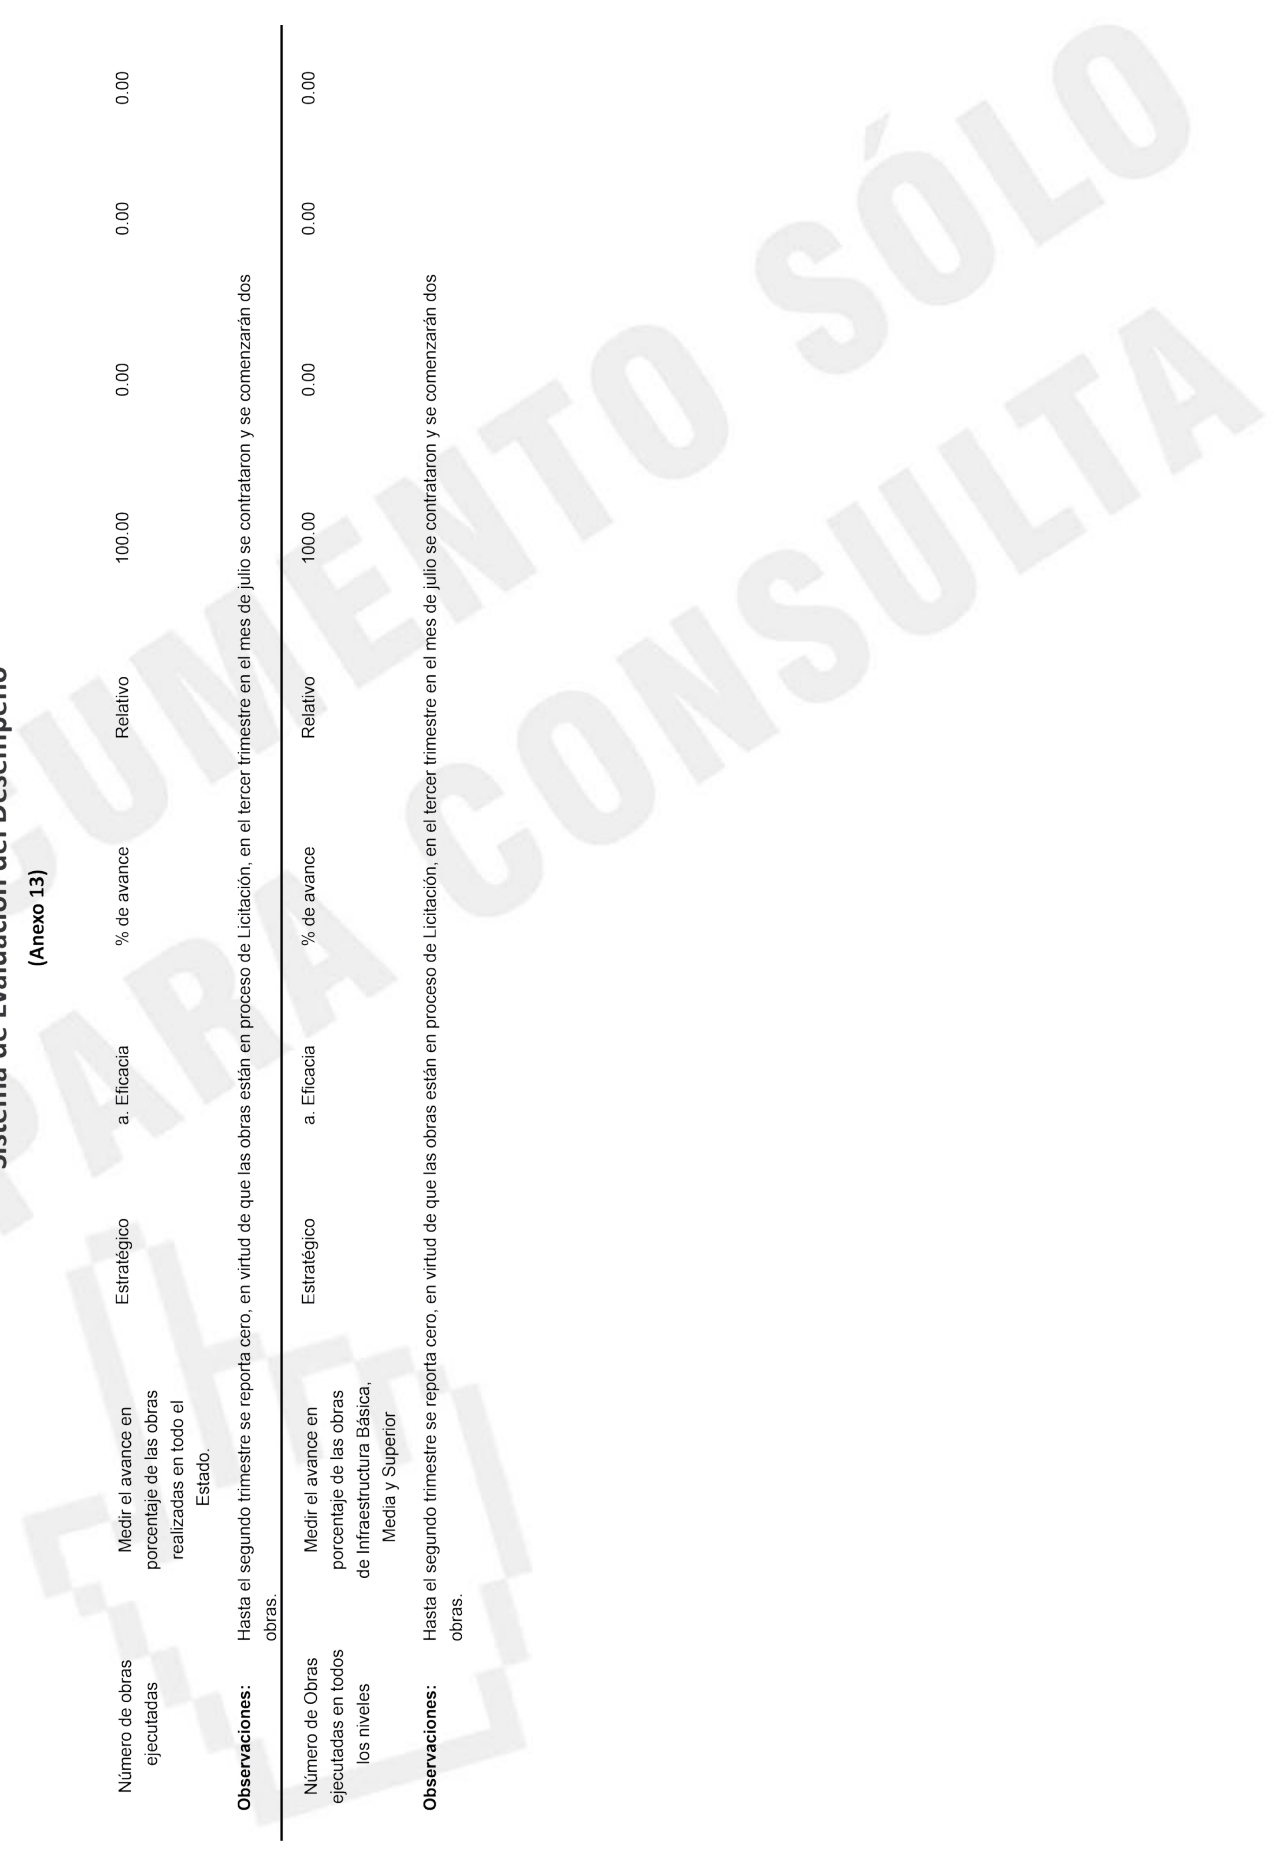 Sistema de Evaluación del Desempeño
(Anexo 13)
Número de obras ejecutadas
Medir el avance en porcentaje de las obras realizadas en todo el Estado.
Estratégico
a. Eficacia
% de avance
Relativo
100.00
0.00
0.00
0.00
Observaciones: Hasta el segundo trimestre se reporta cero, en virtud de que las obras están en proceso de Licitación, en el tercer trimestre en el mes de julio se contrataron y se comenzarán dos
obras.
Número de Obras ejecutadas en todos los niveles
Medir el avance en porcentaje de las obras de Infraestructura Básica, Media y Superior
Estratégico
a. Eficacia
% de avance
Relativo
100.00
0.00
0.00
0.00
Observaciones: Hasta el segundo trimestre se reporta cero, en virtud de que las obras están en proceso de Licitación, en el tercer trimestre en el mes de julio se contrataron y se comenzarán dos
obras.
CUMENTO SÓLO
PARA CONSULTA